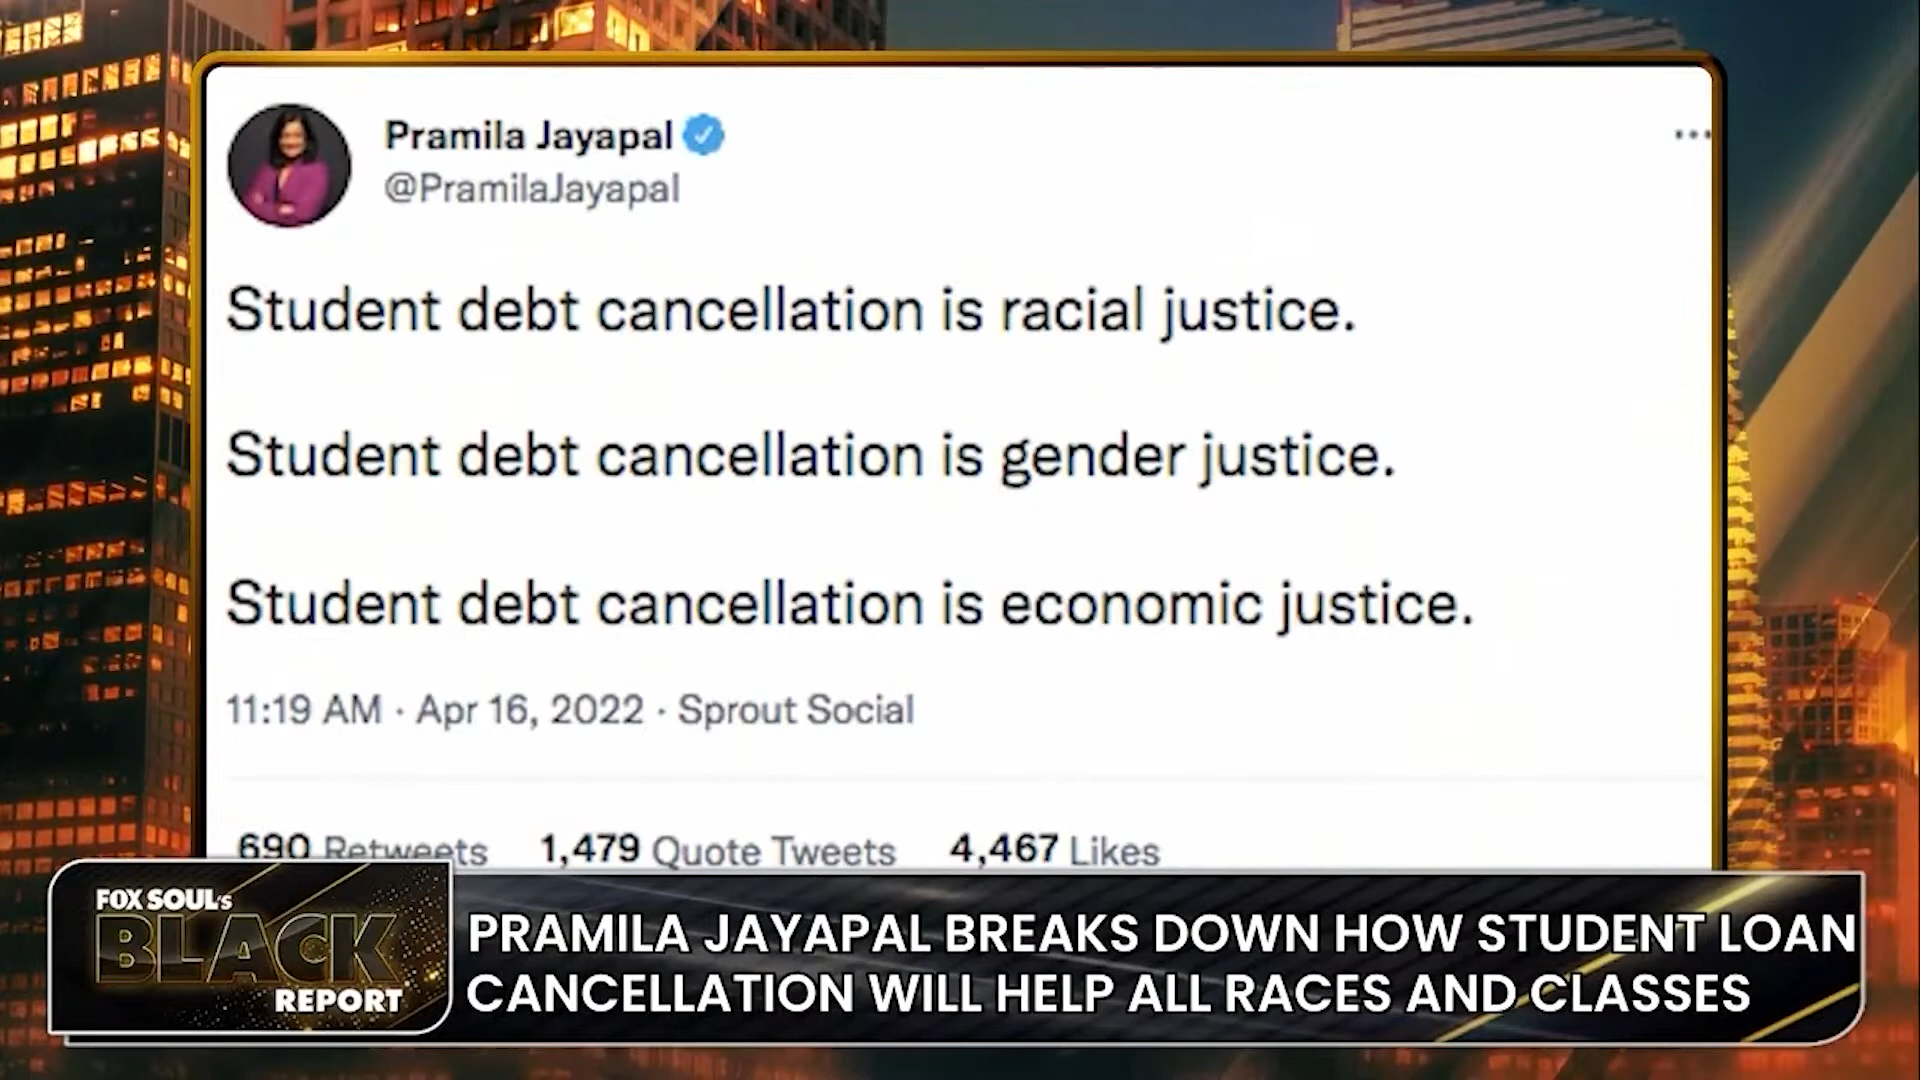 Pramila Jayapal
@PramilaJayapal
Student debt cancellation is racial justice.
Student debt cancellation is gender justice.
Student debt cancellation is economic justice.
11:19 AM · Apr 16, 2022 · Sprout Social
690 Retweets 1,479 Quote Tweets 4,467 Likes
FOX SOUL's
BLACK
REPORT
PRAMILA JAYAPAL BREAKS DOWN HOW STUDENT LOAN
CANCELLATION WILL HELP ALL RACES AND CLASSES